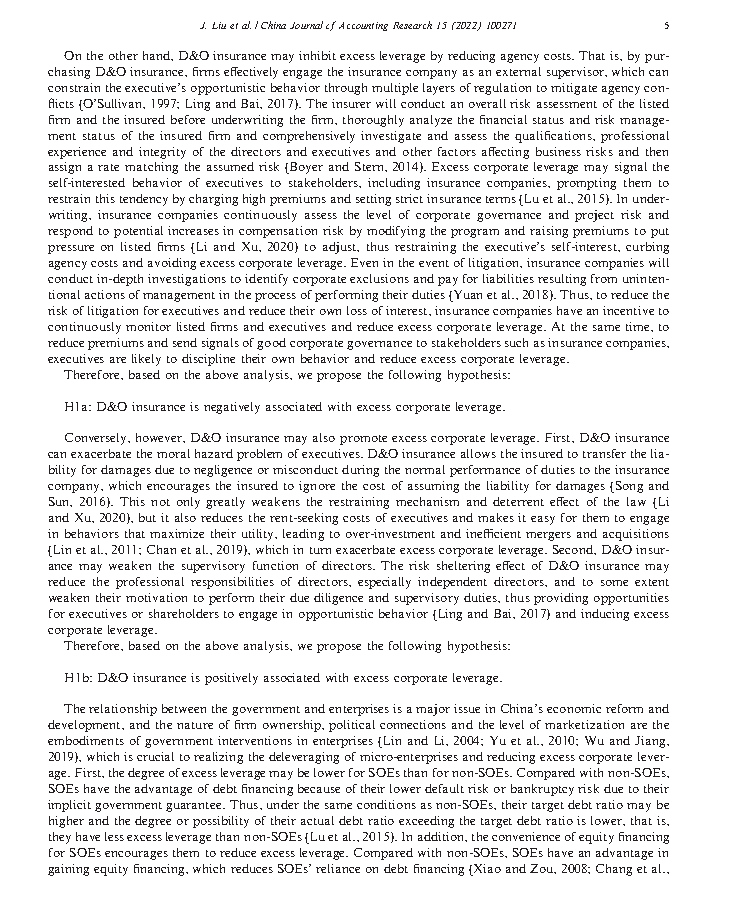 J. Liu et al. / China Journal of Accounting Research 15 (2022) 100271
5
On the other hand, D&O insurance may inhibit excess leverage by reducing agency costs. That is, by pur-
chasing D&O insurance, firms effectively engage the insurance company as an external supervisor, which can
constrain the executive's opportunistic behavior through multiple layers of regulation to mitigate agency con-
flicts (O'Sullivan, 1997; Ling and Bai, 2017). The insurer will conduct an overall risk assessment of the listed
firm and the insured before underwriting the firm, thoroughly analyze the financial status and risk manage-
ment status of the insured firm and comprehensively investigate and assess the qualifications, professional
experience and integrity of the directors and executives and other factors affecting business risks and then
assign a rate matching the assumed risk (Boyer and Stern, 2014). Excess corporate leverage may signal the
self-interested behavior of executives to stakeholders, including insurance companies, prompting them to
restrain this tendency by charging high premiums and setting strict insurance terms (Lu et al., 2015). In under-
writing, insurance companies continuously assess the level of corporate governance and project risk and
respond to potential increases in compensation risk by modifying the program and raising premiums to put
pressure on listed firms (Li and Xu, 2020) to adjust, thus restraining the executive's self-interest, curbing
agency costs and avoiding excess corporate leverage. Even in the event of litigation, insurance companies will
conduct in-depth investigations to identify corporate exclusions and pay for liabilities resulting from uninten-
tional actions of management in the process of performing their duties (Yuan et al., 2018). Thus, to reduce the
risk of litigation for executives and reduce their own loss of interest, insurance companies have an incentive to
continuously monitor listed firms and executives and reduce excess corporate leverage. At the same time, to
reduce premiums and send signals of good corporate governance to stakeholders such as insurance companies,
executives are likely to discipline their own behavior and reduce excess corporate leverage.
Therefore, based on the above analysis, we propose the following hypothesis:
H1a: D&O insurance is negatively associated with excess corporate leverage.
Conversely, however, D&O insurance may also promote excess corporate leverage. First, D&O insurance
can exacerbate the moral hazard problem of executives. D&O insurance allows the insured to transfer the lia-
bility for damages due to negligence or misconduct during the normal performance of duties to the insurance
company, which encourages the insured to ignore the cost of assuming the liability for damages (Song and
Sun, 2016). This not only greatly weakens the restraining mechanism and deterrent effect of the law (Li
and Xu, 2020), but it also reduces the rent-seeking costs of executives and makes it easy for them to engage
in behaviors that maximize their utility, leading to over-investment and inefficient mergers and acquisitions
(Lin et al., 2011; Chan et al., 2019), which in turn exacerbate excess corporate leverage. Second, D&O insur-
ance may weaken the supervisory function of directors. The risk sheltering effect of D&O insurance may
reduce the professional responsibilities of directors, especially independent directors, and to some extent
weaken their motivation to perform their due diligence and supervisory duties, thus providing opportunities
for executives or shareholders to engage in opportunistic behavior (Ling and Bai, 2017) and inducing excess
corporate leverage.
Therefore, based on the above analysis, we propose the following hypothesis:
H1b: D&O insurance is positively associated with excess corporate leverage.
The relationship between the government and enterprises is a major issue in China's economic reform and
development, and the nature of firm ownership, political connections and the level of marketization are the
embodiments of government interventions in enterprises (Lin and Li, 2004; Yu et al., 2010; Wu and Jiang,
2019), which is crucial to realizing the deleveraging of micro-enterprises and reducing excess corporate lever-
age. First, the degree of excess leverage may be lower for SOEs than for non-SOEs. Compared with non-SOEs,
SOEs have the advantage of debt financing because of their lower default risk or bankruptcy risk due to their
implicit government guarantee. Thus, under the same conditions as non-SOEs, their target debt ratio may be
higher and the degree or possibility of their actual debt ratio exceeding the target debt ratio is lower, that is,
they have less excess leverage than non-SOEs (Lu et al., 2015). In addition, the convenience of equity financing
for SOEs encourages them to reduce excess leverage. Compared with non-SOEs, SOEs have an advantage in
gaining equity financing, which reduces SOEs' reliance on debt financing (Xiao and Zou, 2008; Chang et al.,